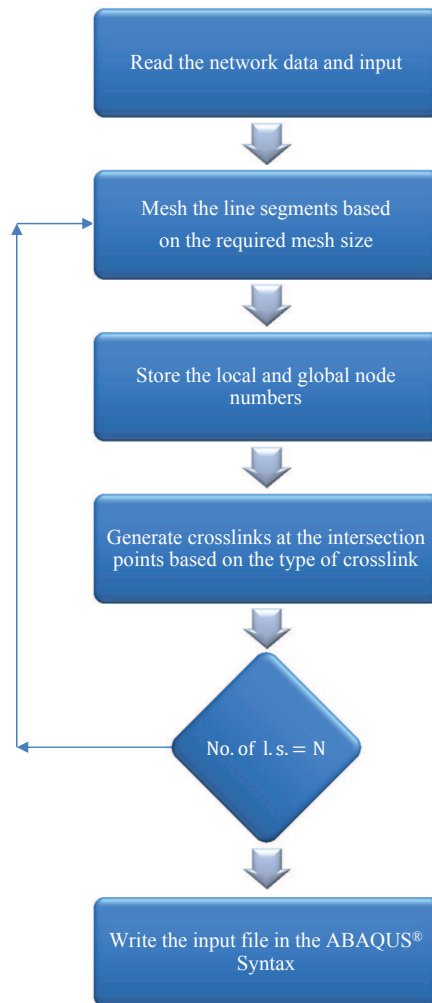 Read the network data and input
Mesh the line segments based
on the required mesh size
Store the local and global node
numbers
Generate crosslinks at the intersection
points based on the type of crosslink
No. of l. s. = N
Write the input file in the ABAQUS®
Syntax